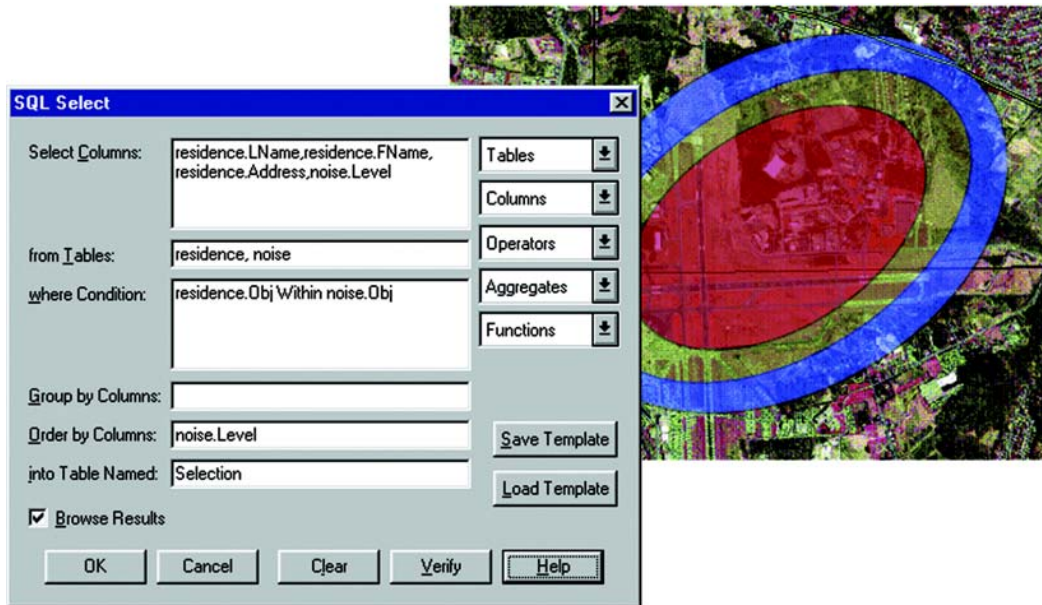 SQL Select
Select Columns:
residence.LName,residence.FName,
residence.Address,noise.Level
Tables
Columns
from Tables:
residence, noise
Operators
where Condition:
residence.Obj Within noise.Obj
Aggregates
Functions
Group by Columns:
Order by Columns:
noise.Level
Save Template
into Table Named:
Selection
Load Template
Browse Results
OK
Cancel
Clear
Verify
Help